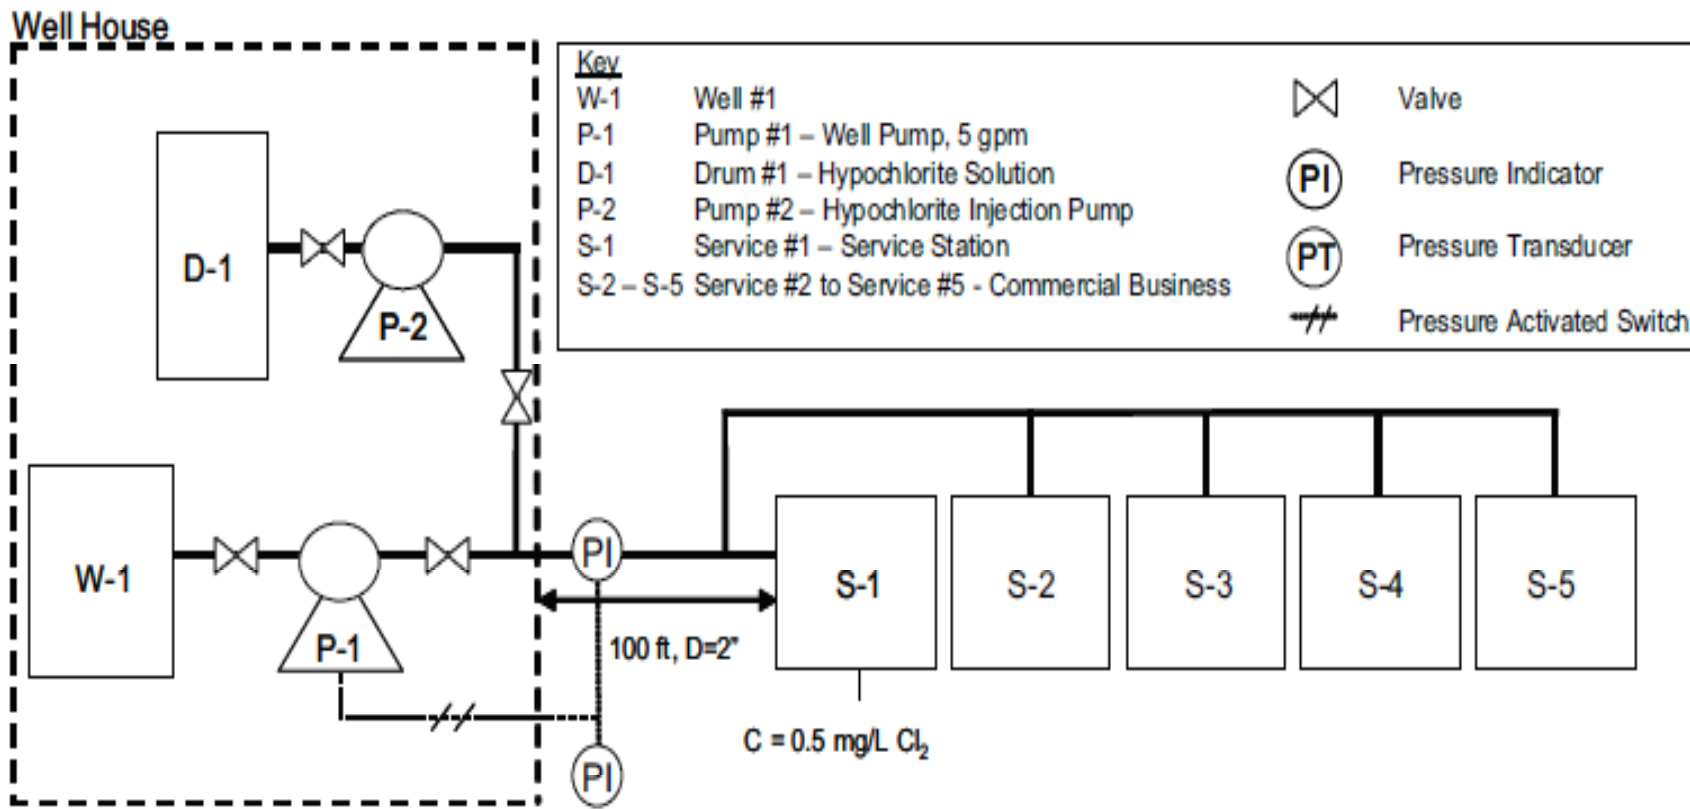 Well House
Key
W-1 Well #1
P-1 Pump #1 – Well Pump, 5 gpm
D-1 Drum #1 – Hypochlorite Solution
P-2 Pump #2 – Hypochlorite Injection Pump
S-1 Service #1 – Service Station
S-2 – S-5 Service #2 to Service #5 - Commercial Business
Valve
PI Pressure Indicator
PT Pressure Transducer
Pressure Activated Switch
D-1
P-2
W-1
P-1
PI
S-1
S-2
S-3
S-4
S-5
100 ft, D=2"
C = 0.5 mg/L Cl₂
PI